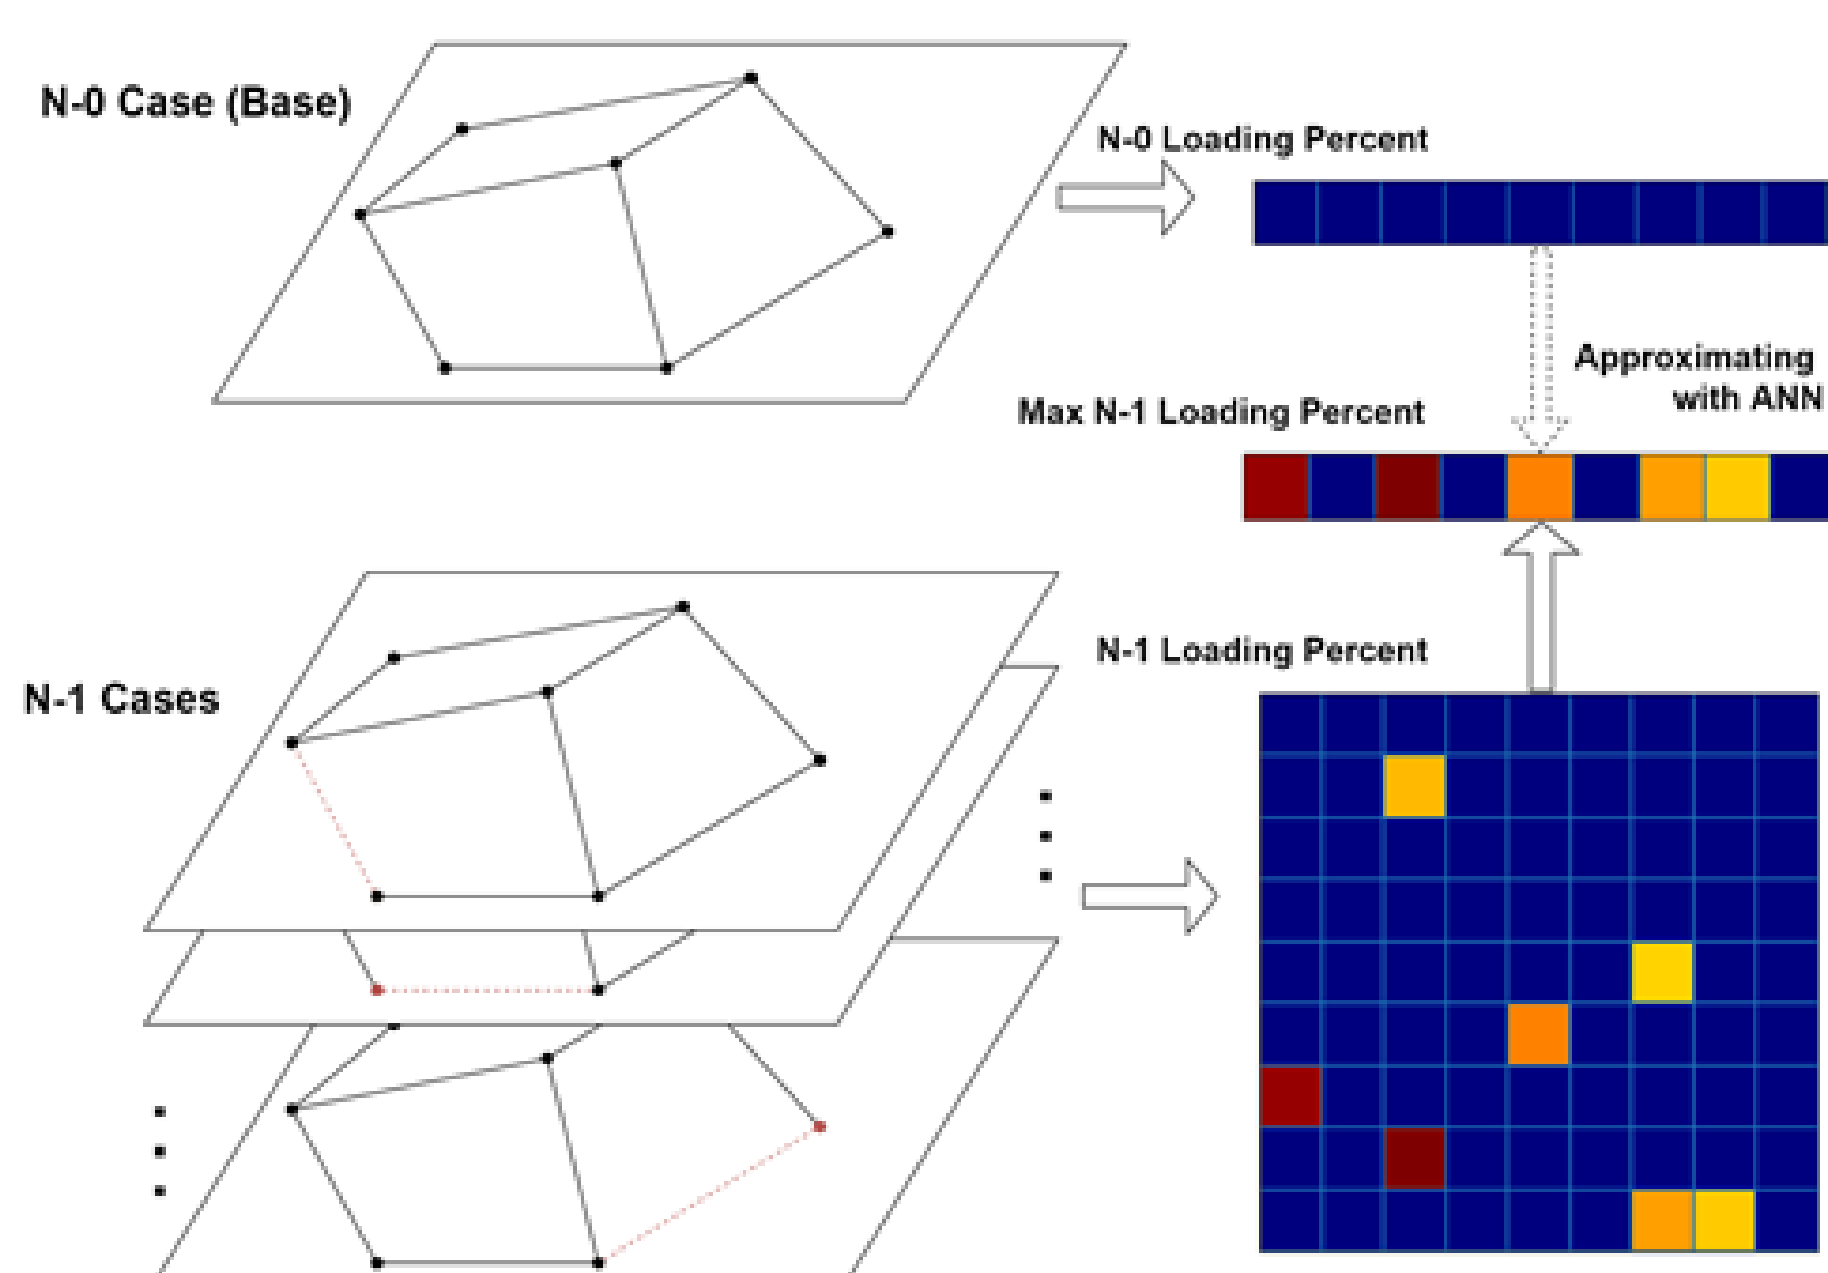 N-0 Case (Base)
N-0 Loading Percent
Approximating
with ANN
Max N-1 Loading Percent
N-1 Cases
N-1 Loading Percent